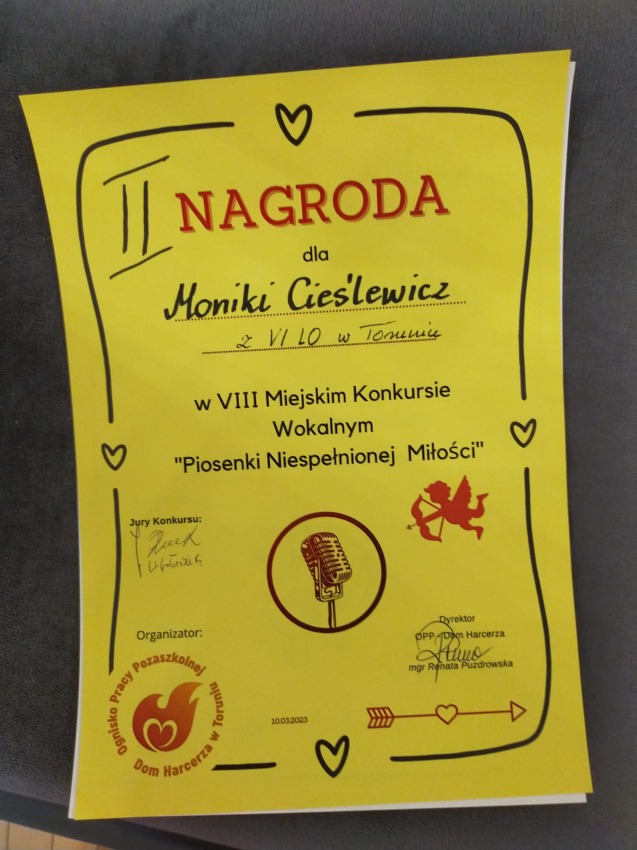 II NAGRODA
dla
Moniki Cieślewicz
z VI LO w Toruniu
w VIII Miejskim Konkursie
Wokalnym
"Piosenki Niespełnionej Miłości"
Jury Konkursu:
Organizator:
Ognisko Pracy Pozaszkolnej
Dom Harcerza w Toruniu
10.03.2023
Dyrektor
OPP - Dom Harcerza
mgr Renata Puzdrowska